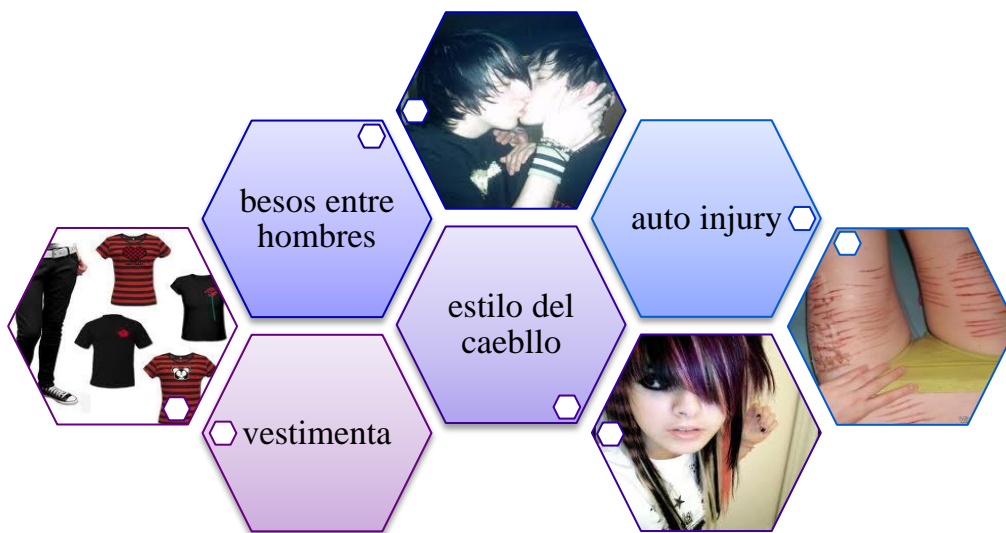 besos entre
hombres
auto injury
estilo del
caebllo
vestimenta